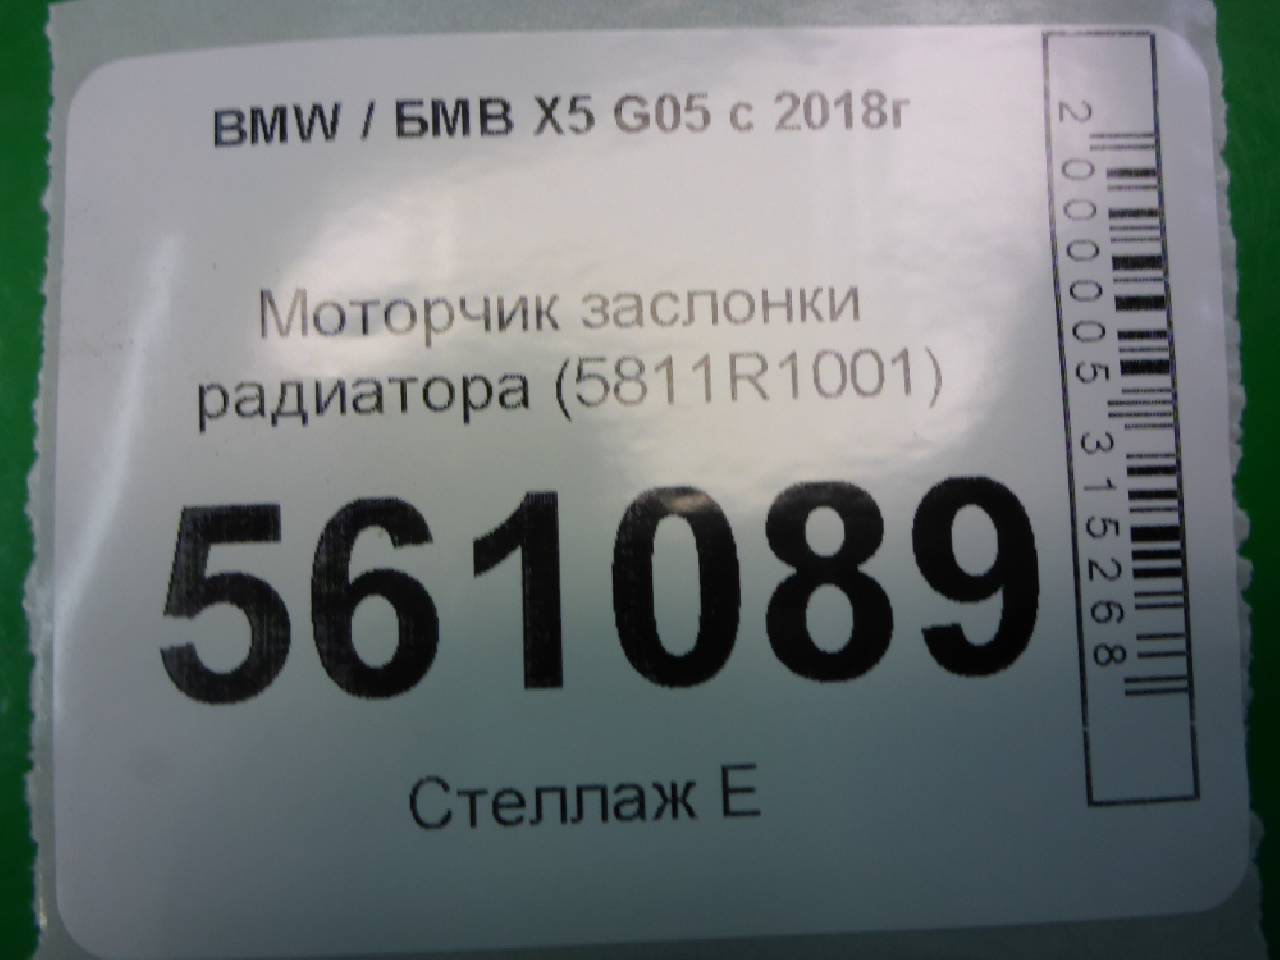 BMW / БМВ X5 G05 с 2018г
Моторчик заслонки
радиатора (5811R1001)
561089
Стеллаж Е
2000005315268